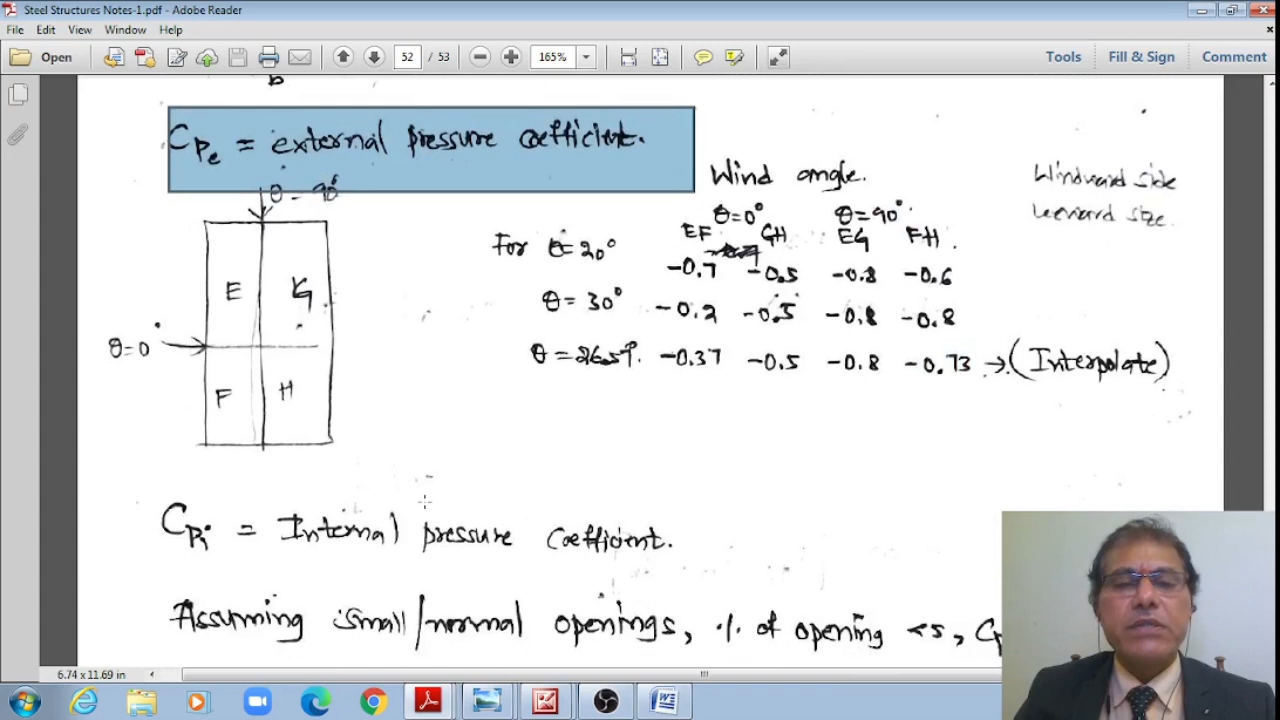 Steel Structures Notes-1.pdf - Adobe Reader
File Edit View Window Help
Open 52 / 53 165% Tools Fill & Sign Comment
b
Cpe = external pressure coefficient.
Wind angle.
Windward side
Leeward size
θ = 90°
θ=0° θ=90°
EF GH EG FH
For θ=20° -0.7 -0.5 -0.8 -0.6
θ = 30° -0.2 -0.5 -0.8 -0.8
θ = 26.57°. -0.37 -0.5 -0.8 -0.73 → (Interpolate)
E G
θ=0°
F H
Cpi = Internal pressure coefficient.
Assuming small/normal openings, % of opening <5, Cp
6.74 x 11.69 in